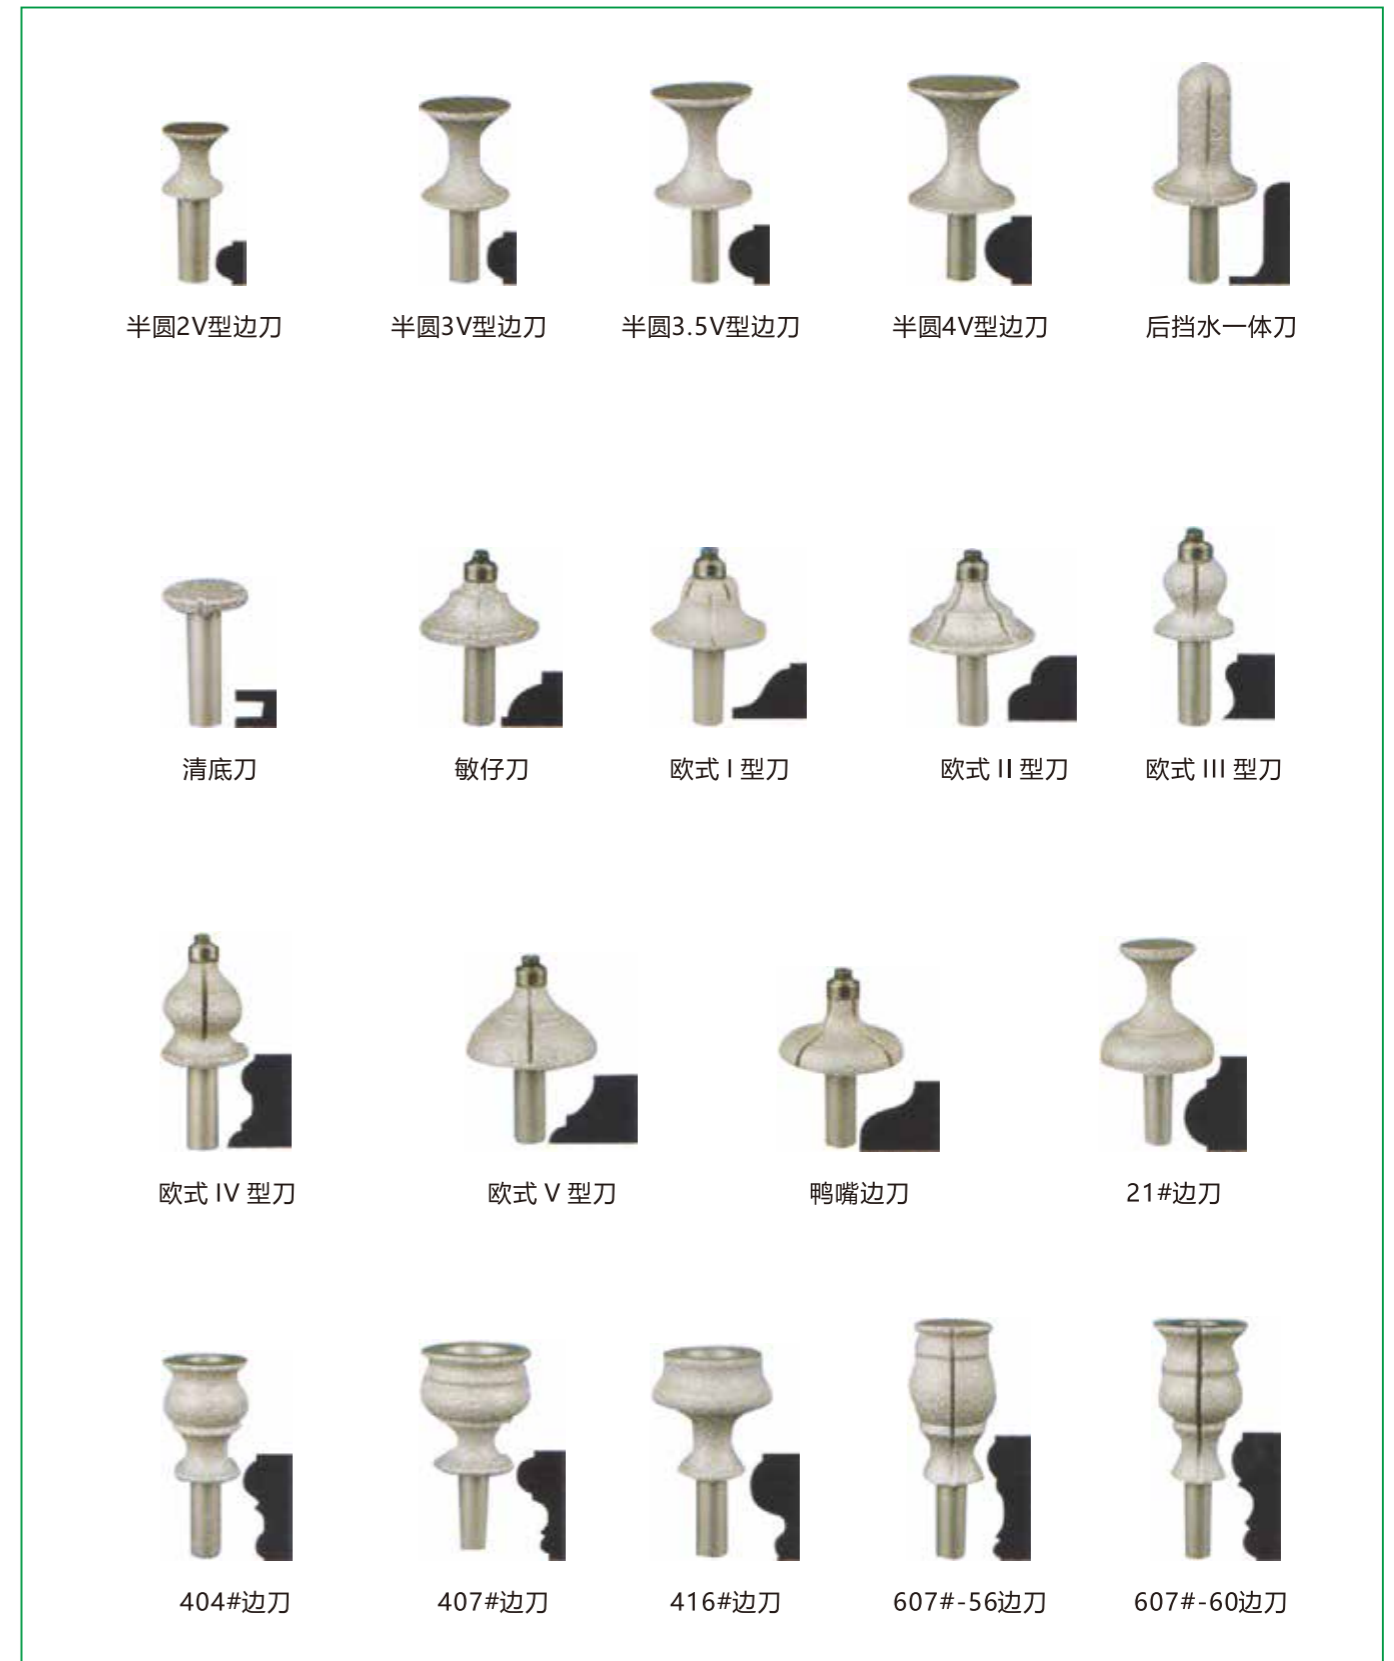 半圆2V型边刀
半圆3V型边刀
半圆3.5V型边刀
半圆4V型边刀
后挡水一体刀
清底刀
敏仔刀
欧式 I 型刀
欧式 II 型刀
欧式 III 型刀
欧式 IV 型刀
欧式 V 型刀
鸭嘴边刀
21#边刀
404#边刀
407#边刀
416#边刀
607#-56边刀
607#-60边刀